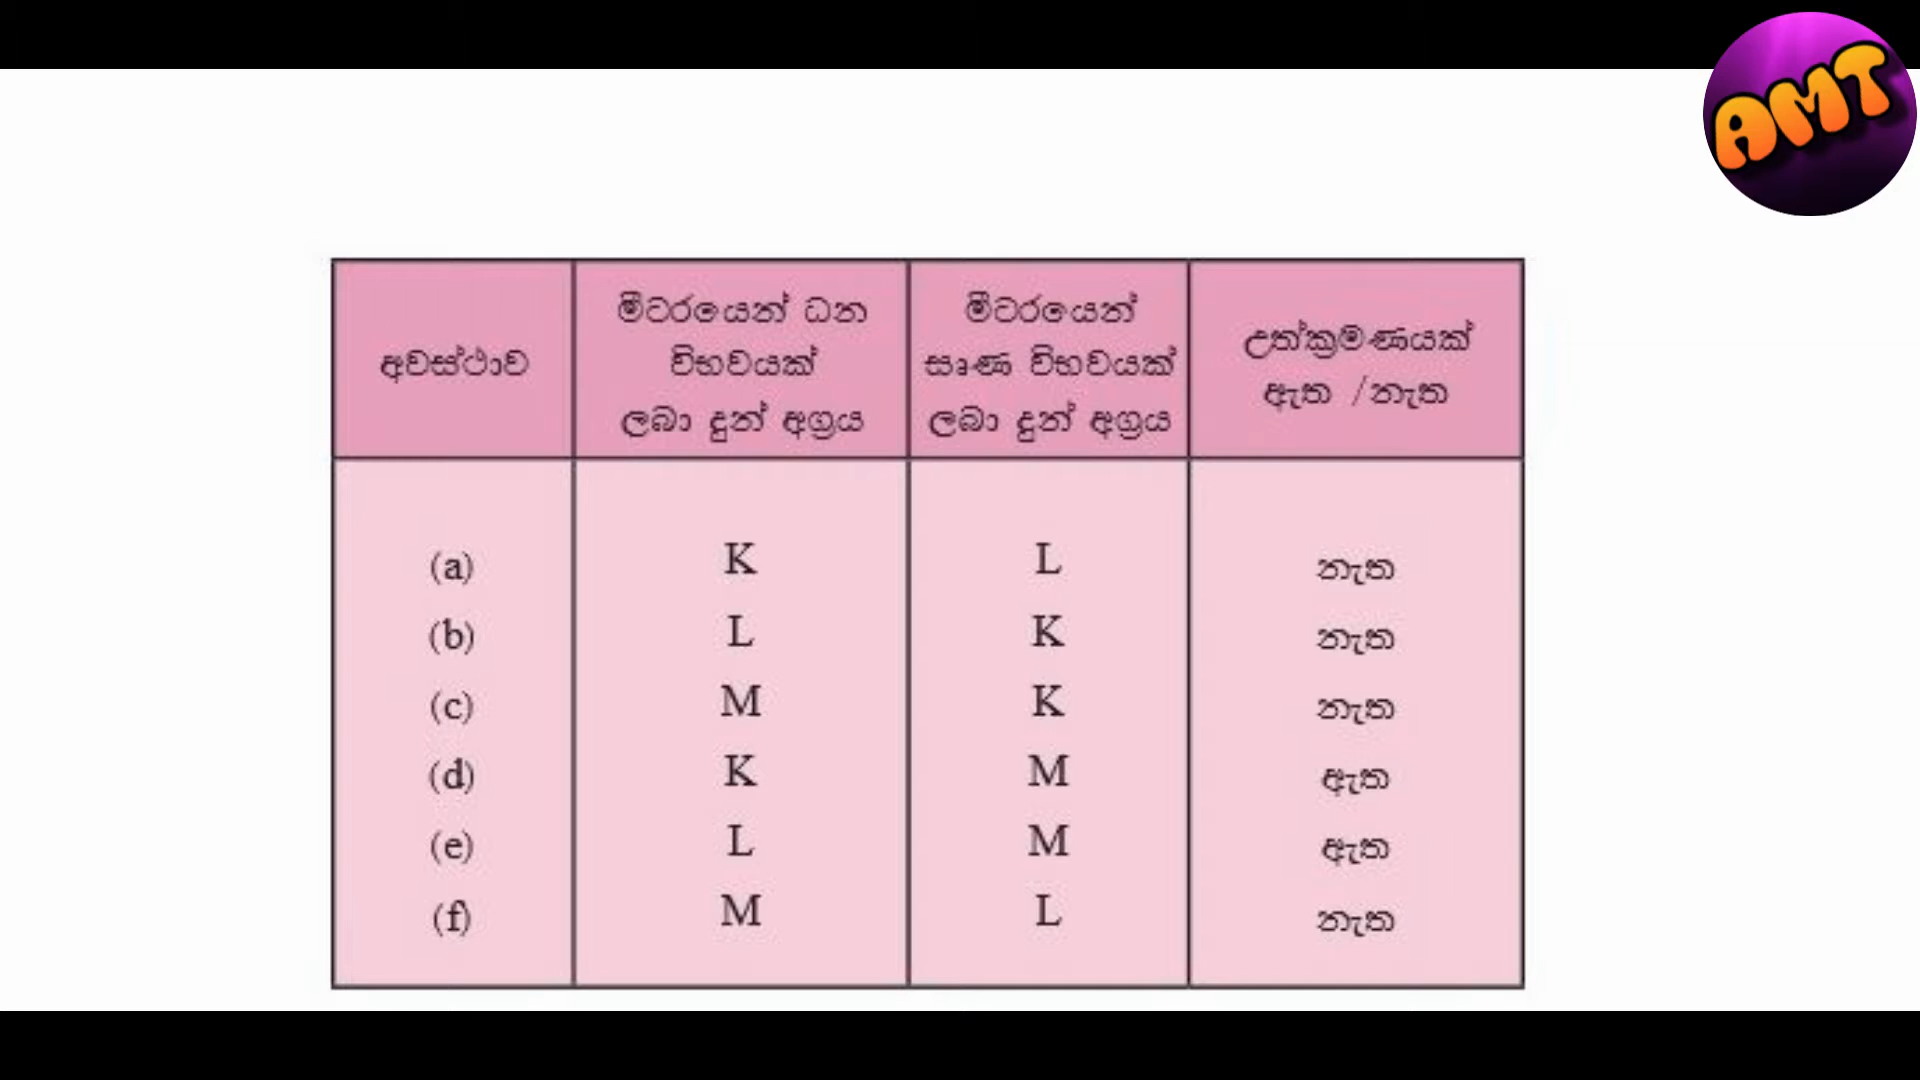 AMT
අවස්ථාව
මීටරයෙන් ධන
විභවයක්
ලබා දුන් අග්‍රය
මීටරයෙන්
සෘණ විභවයක්
ලබා දුන් අග්‍රය
උත්ක්‍රමණයක්
ඇත /නැත
(a) K L නැත
(b) L K නැත
(c) M K නැත
(d) K M ඇත
(e) L M ඇත
(f) M L නැත